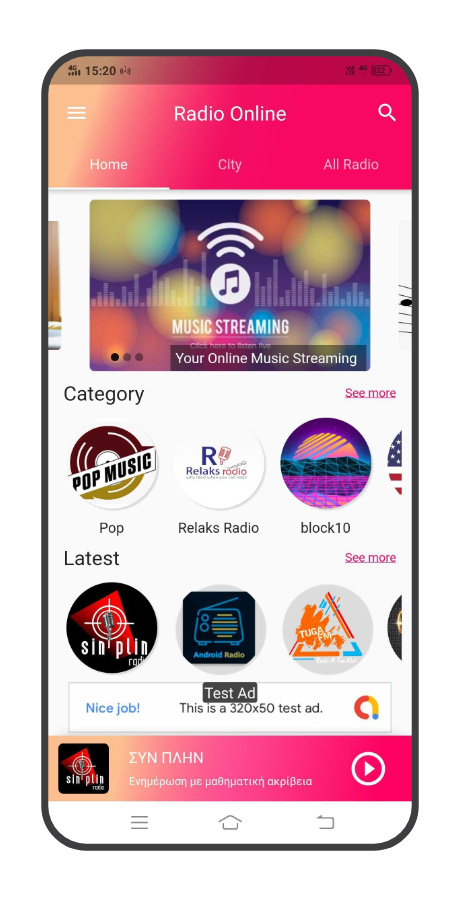 4G 15:20
4G 22
Radio Online
Home City All Radio
MUSIC STREAMING
Click here to listen live
Your Online Music Streaming
Category See more
POP MUSIC
Relaks radio
Pop Relaks Radio block10
Latest See more
sin plin
radio
Android Radio
TUGA
FM
Test Ad
Nice job! This is a 320x50 test ad.
sin plin
radio
ΣΥΝ ΠΛΗΝ
Ενημέρωση με μαθηματική ακρίβεια